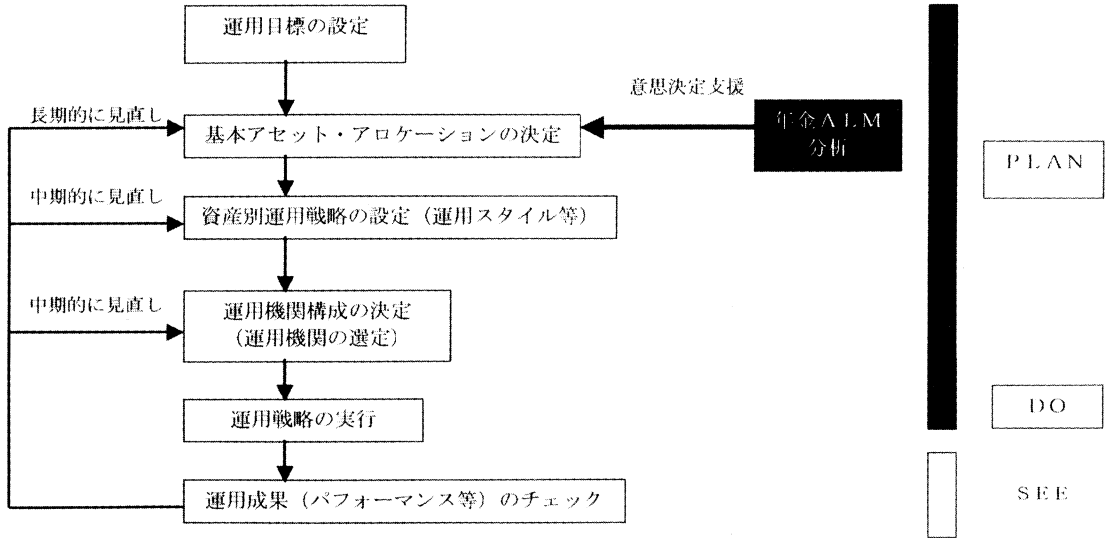 運用目標の設定
意思決定支援
長期的に見直し
基本アセット・アロケーションの決定
年金ALM
分析
PLAN
中期的に見直し
資産別運用戦略の設定（運用スタイル等）
中期的に見直し
運用機関構成の決定
（運用機関の選定）
運用戦略の実行
DO
運用成果（パフォーマンス等）のチェック
SEE